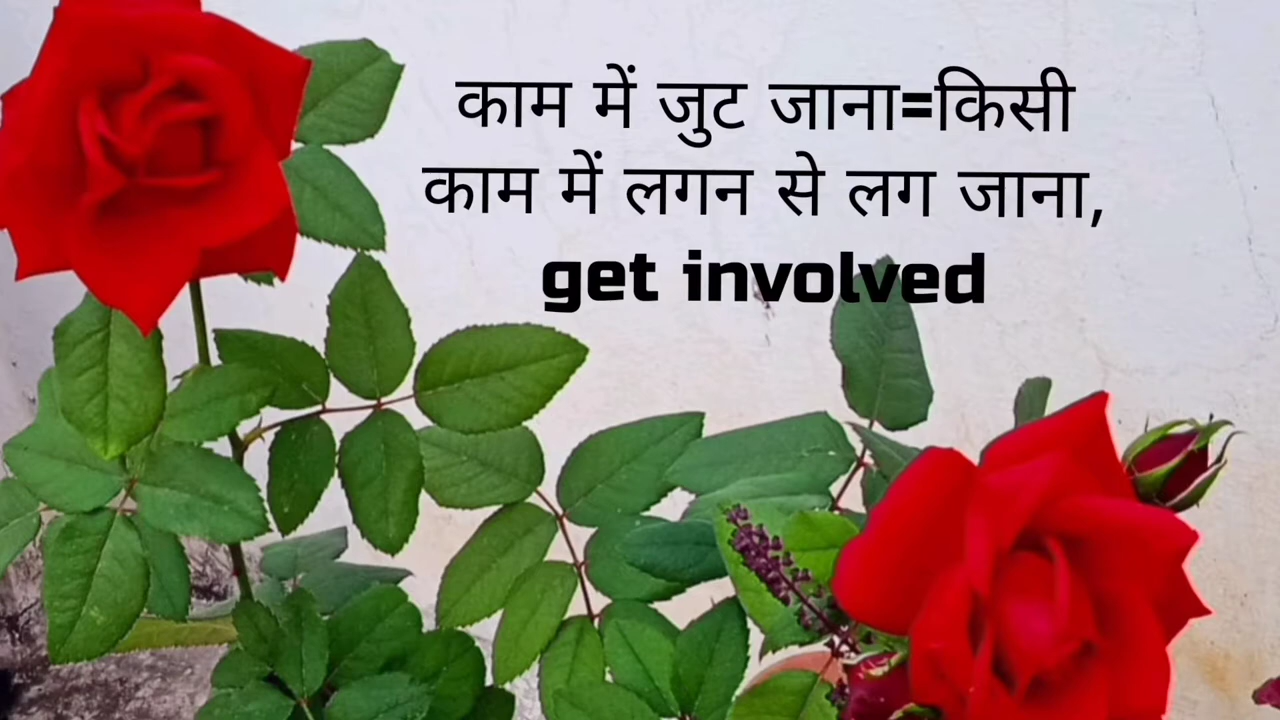 काम में जुट जाना=किसी
काम में लगन से लग जाना,
get involved